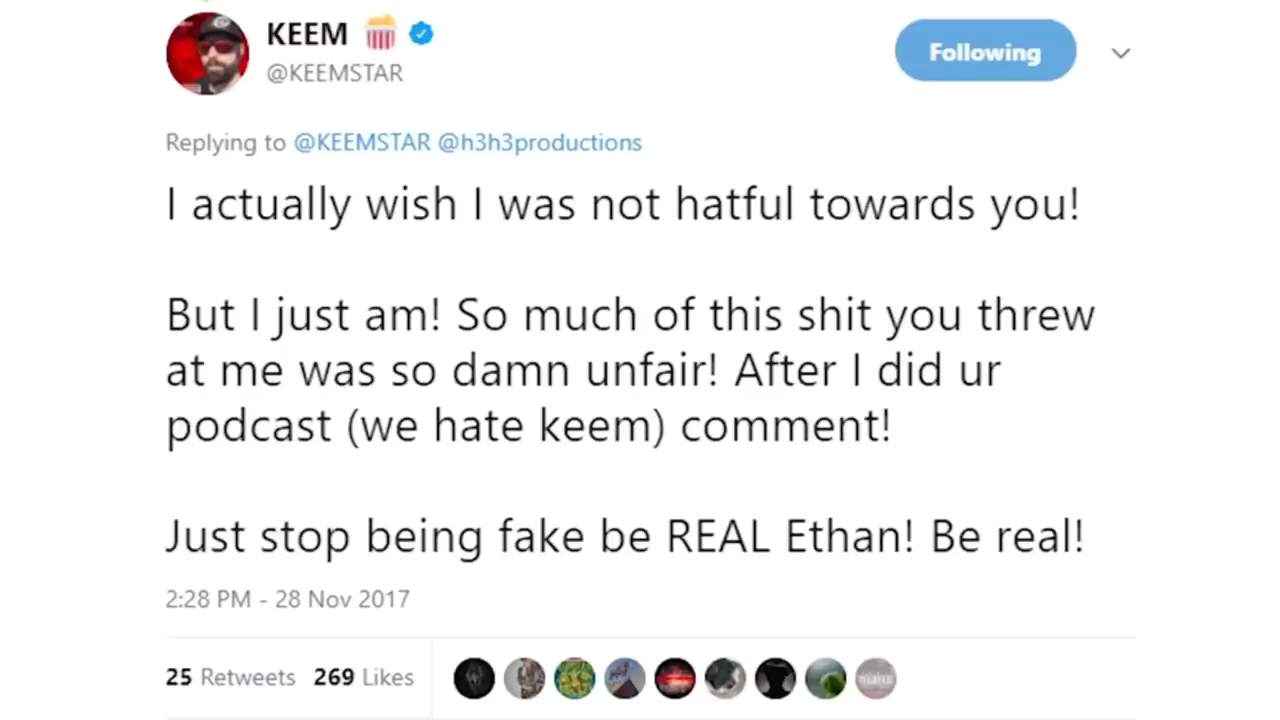 KEEM
@KEEMSTAR
Following
Replying to @KEEMSTAR @h3h3productions
I actually wish I was not hatful towards you!
But I just am! So much of this shit you threw
at me was so damn unfair! After I did ur
podcast (we hate keem) comment!
Just stop being fake be REAL Ethan! Be real!
2:28 PM - 28 Nov 2017
25 Retweets 269 Likes